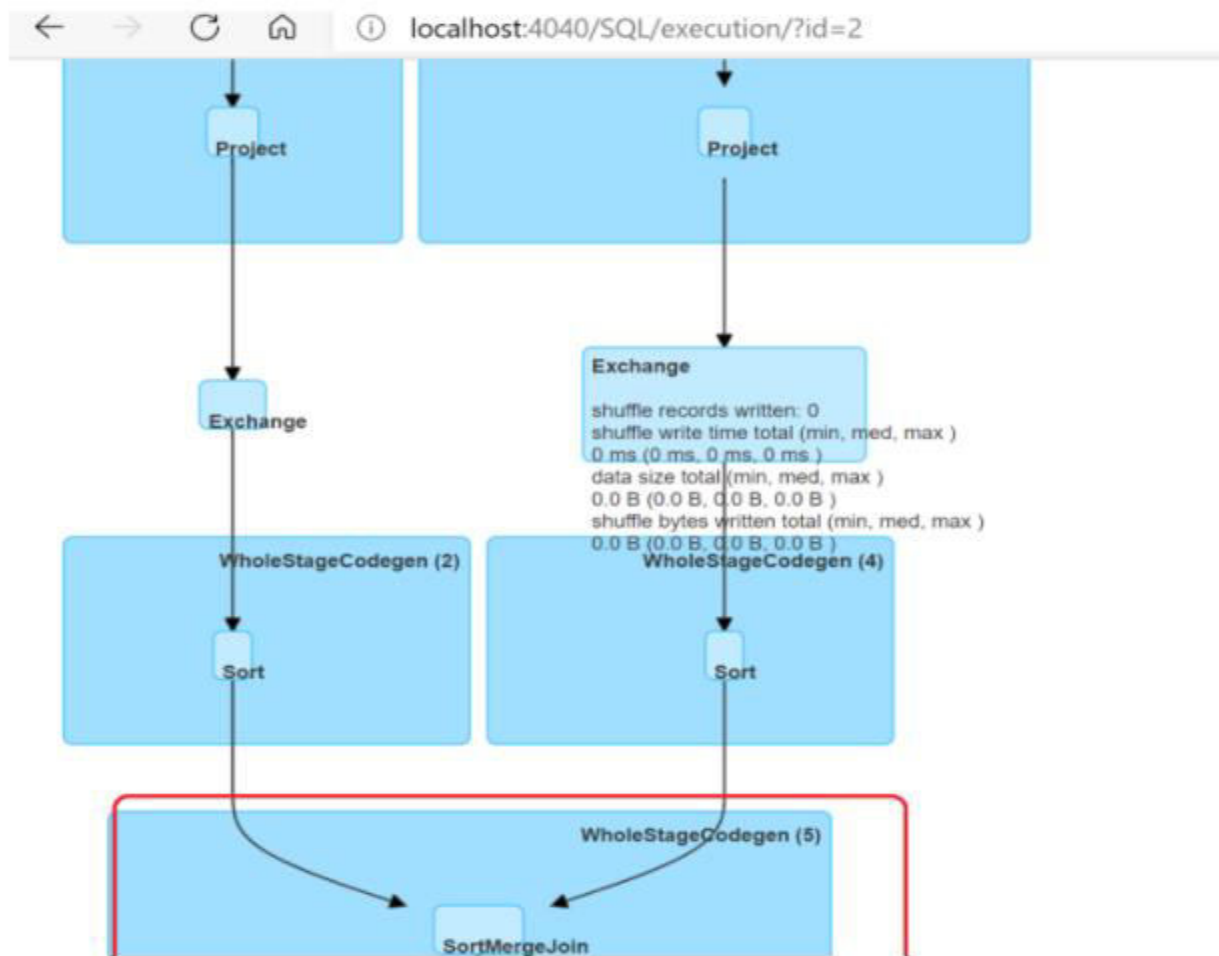 localhost:4040/SQL/execution/?id=2
Project
Project
Exchange
Exchange
shuffle records written: 0
shuffle write time total (min, med, max )
0 ms (0 ms, 0 ms, 0 ms )
data size total (min, med, max )
0.0 B (0.0 B, 0.0 B, 0.0 B )
shuffle bytes written total (min, med, max )
0.0 B (0.0 B, 0.0 B, 0.0 B )
WholeStageCodegen (2)
WholeStageCodegen (4)
Sort
Sort
WholeStageCodegen (5)
SortMergeJoin